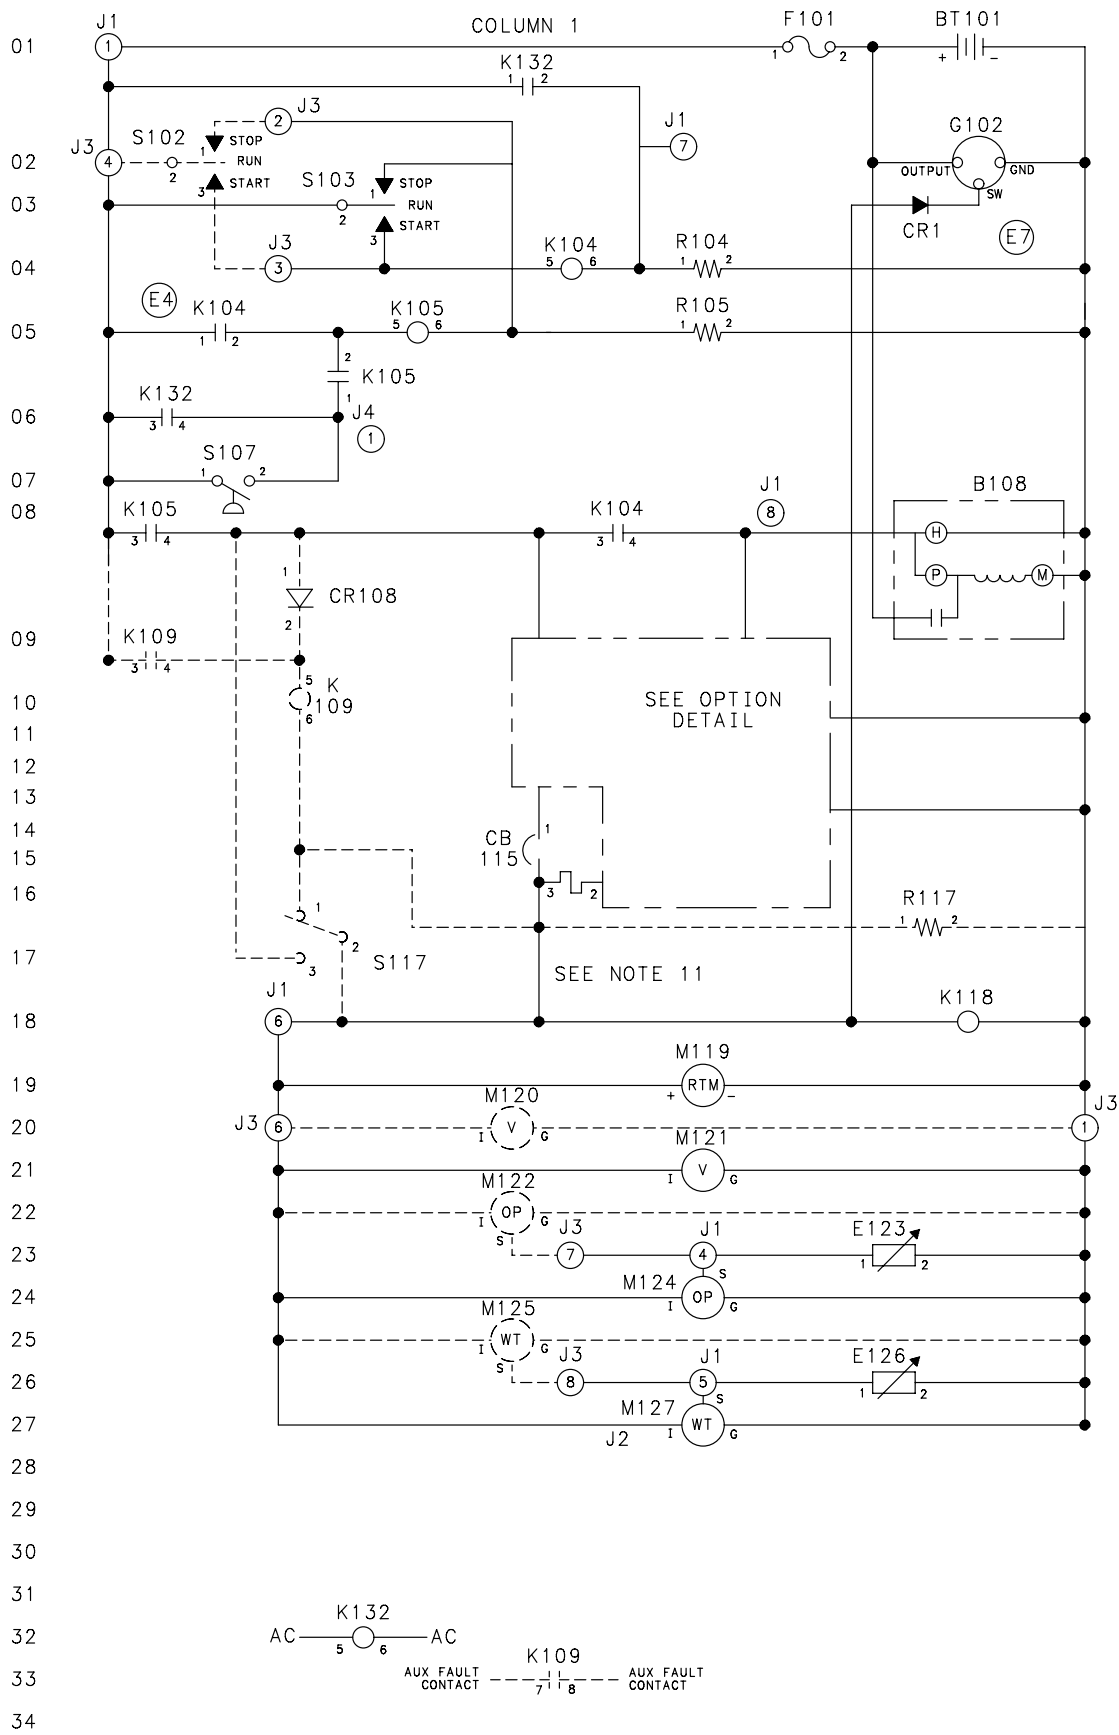 J1
COLUMN 1
F101
BT101
01
1
1
2
+
-
K132
1
2
J3
2
J1
7
G102
S102
1
STOP
J3
4
02
2
RUN
OUTPUT
GND
3
START
S103
1
STOP
SW
03
2
RUN
CR1
E7
3
START
J3
K104
R104
04
3
5
6
1
2
E4
K104
K105
R105
05
1
2
5
6
1
2
2
K105
1
K132
J4
06
3
4
1
S107
07
1
2
J1
B108
08
K105
K104
8
3
4
3
4
H
1
CR108
2
P
M
09
K109
3
4
5
K
109
6
10
SEE OPTION
DETAIL
11
12
13
14
CB
115
1
15
16
3
2
R117
1
1
2
2
17
3
S117
SEE NOTE 11
J1
K118
18
6
M119
19
+
RTM
-
M120
J3
20
J3
6
I
V
G
1
M121
21
I
V
G
M122
22
I
OP
G
S
J3
J1
E123
23
7
4
1
2
S
24
M124
I
OP
G
M125
25
I
WT
G
S
J3
J1
E126
26
8
5
1
2
S
M127
27
J2
I
WT
G
28
29
30
31
K132
32
AC
5
6
AC
K109
33
AUX FAULT
CONTACT
7
8
AUX FAULT
CONTACT
34